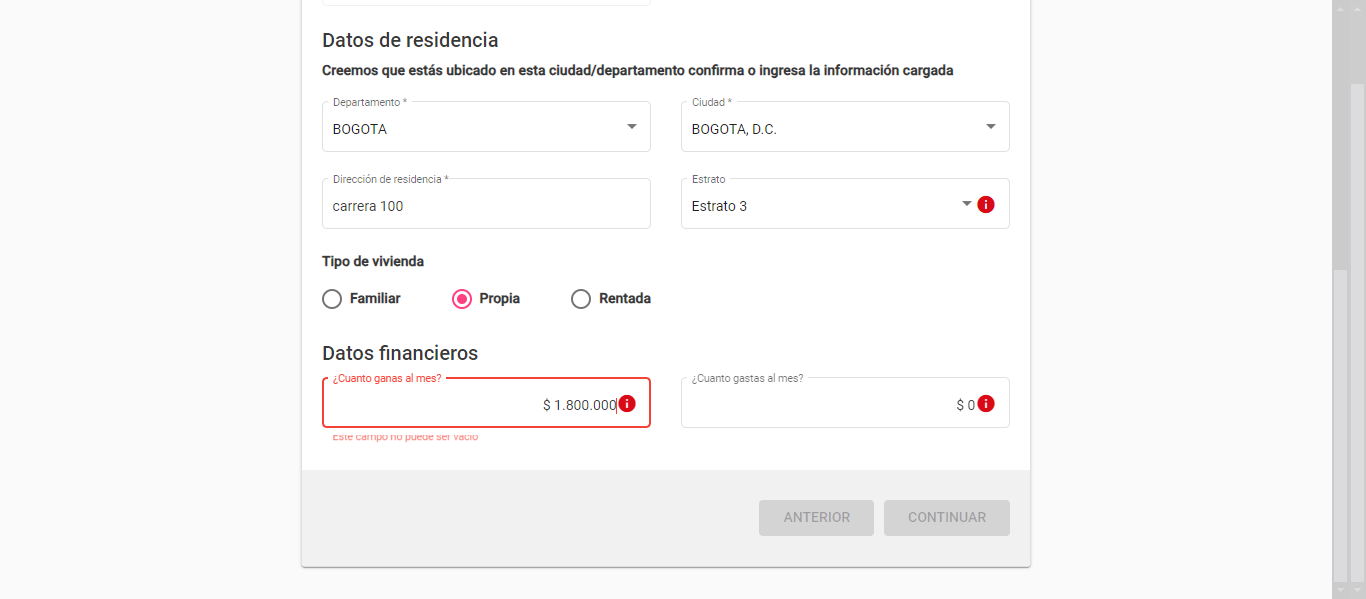 Datos de residencia
Creemos que estás ubicado en esta ciudad/departamento confirma o ingresa la información cargada
Departamento *
BOGOTA
Ciudad *
BOGOTA, D.C.
Dirección de residencia *
carrera 100
Estrato
Estrato 3
Tipo de vivienda
Familiar
Propia
Rentada
Datos financieros
¿Cuanto ganas al mes?
$ 1.800.000
Este campo no puede ser vacío
¿Cuanto gastas al mes?
$ 0
ANTERIOR
CONTINUAR